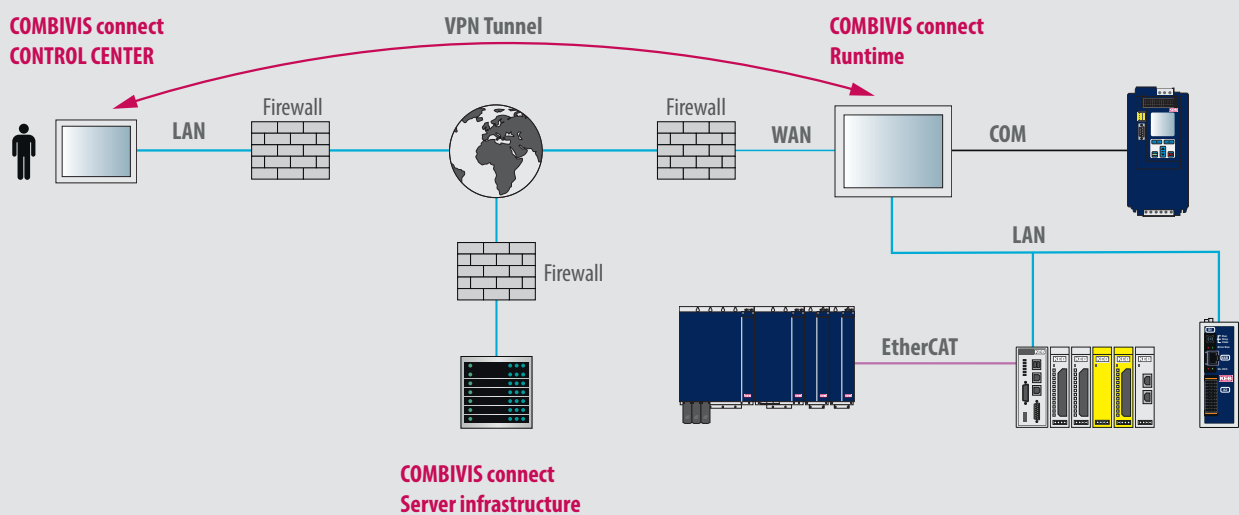 COMBIVIS connect
CONTROL CENTER
VPN Tunnel
COMBIVIS connect
Runtime
LAN
Firewall
Firewall
WAN
COM
LAN
Firewall
EtherCAT
KEB
COMBIVIS connect
Server infrastructure